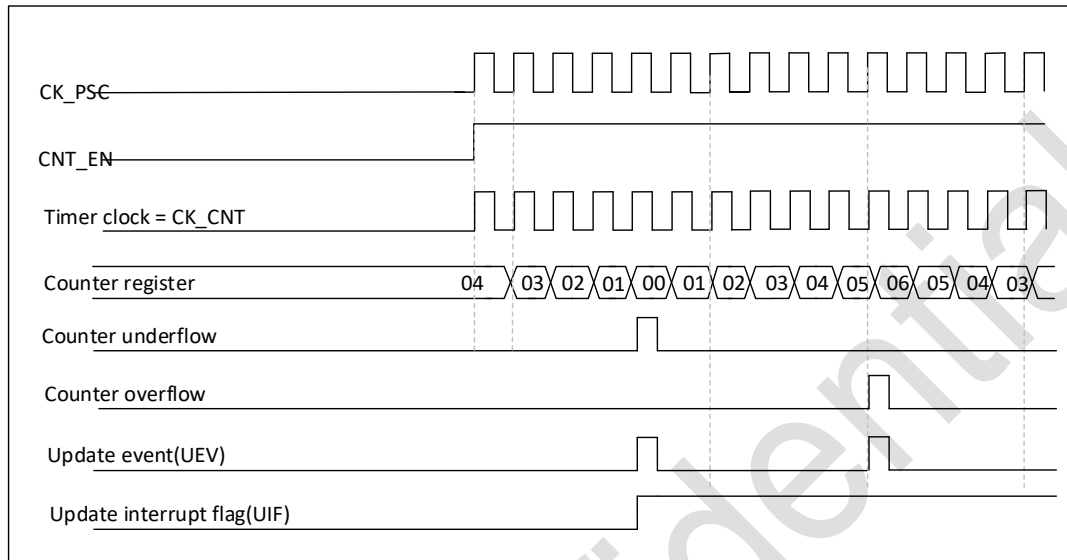 CK_PSC
CNT_EN
Timer clock = CK_CNT
Counter register 04 03 02 01 00 01 02 03 04 05 06 05 04 03
Counter underflow
Counter overflow
Update event(UEV)
Update interrupt flag(UIF)